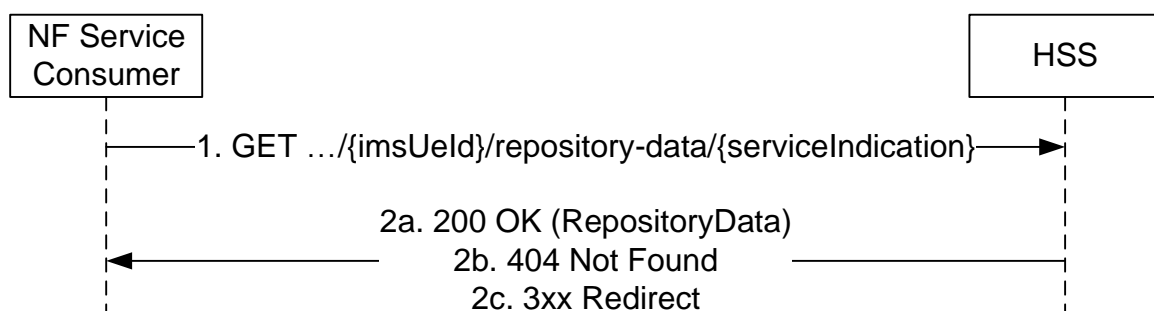 NF Service
Consumer
HSS
1. GET …/{imsUeId}/repository-data/{serviceIndication}
2a. 200 OK (RepositoryData)
2b. 404 Not Found
2c. 3xx Redirect